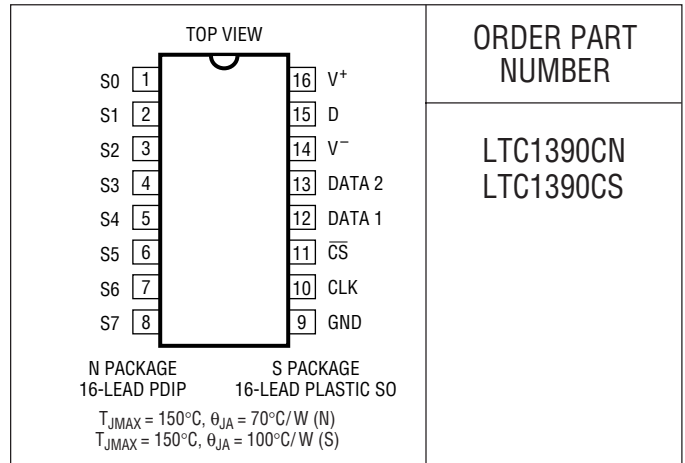 TOP VIEW
S0 1
S1 2
S2 3
S3 4
S4 5
S5 6
S6 7
S7 8
16 V⁺
15 D
14 V⁻
13 DATA 2
12 DATA 1
11 C̅S̅
10 CLK
9 GND
N PACKAGE
16-LEAD PDIP
S PACKAGE
16-LEAD PLASTIC SO
TJMAX = 150°C, θJA = 70°C/W (N)
TJMAX = 150°C, θJA = 100°C/W (S)
ORDER PART
NUMBER
LTC1390CN
LTC1390CS